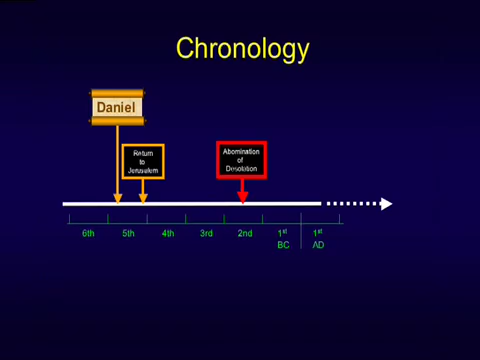 Chronology
Daniel
Return
to
Jerusalem
Abomination
of
Desolation
6th 5th 4th 3rd 2nd 1st BC 1st AD